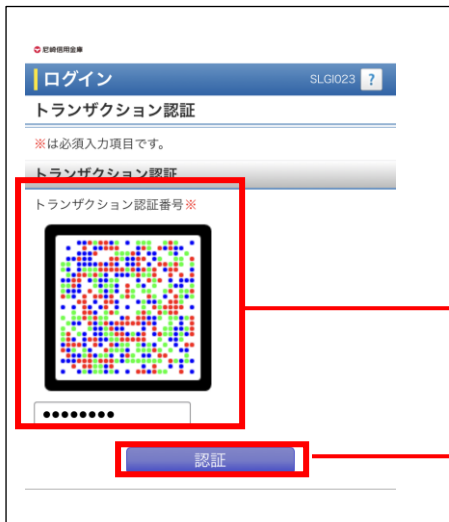 尼崎信用金庫
ログイン SLGI023 ?
トランザクション認証
※は必須入力項目です。
トランザクション認証
トランザクション認証番号※
●●●●●●●●
認証